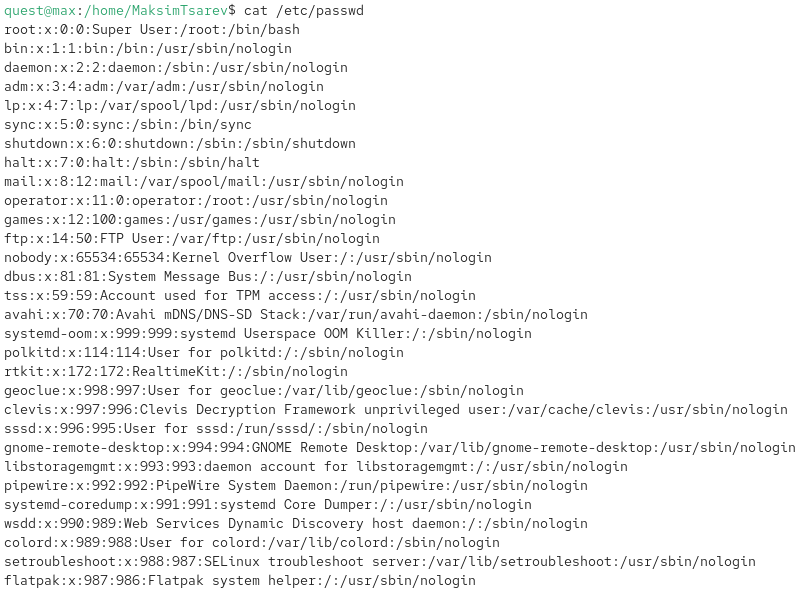 quest@max:/home/MaksimTsarev$ cat /etc/passwd
root:x:0:0:Super User:/root:/bin/bash
bin:x:1:1:bin:/bin:/usr/sbin/nologin
daemon:x:2:2:daemon:/sbin:/usr/sbin/nologin
adm:x:3:4:adm:/var/adm:/usr/sbin/nologin
lp:x:4:7:lp:/var/spool/lpd:/usr/sbin/nologin
sync:x:5:0:sync:/sbin:/bin/sync
shutdown:x:6:0:shutdown:/sbin:/sbin/shutdown
halt:x:7:0:halt:/sbin:/sbin/halt
mail:x:8:12:mail:/var/spool/mail:/usr/sbin/nologin
operator:x:11:0:operator:/root:/usr/sbin/nologin
games:x:12:100:games:/usr/games:/usr/sbin/nologin
ftp:x:14:50:FTP User:/var/ftp:/usr/sbin/nologin
nobody:x:65534:65534:Kernel Overflow User:/:/usr/sbin/nologin
dbus:x:81:81:System Message Bus:/:/usr/sbin/nologin
tss:x:59:59:Account used for TPM access:/:/usr/sbin/nologin
avahi:x:70:70:Avahi mDNS/DNS-SD Stack:/var/run/avahi-daemon:/sbin/nologin
systemd-oom:x:999:999:systemd Userspace OOM Killer:/:/sbin/nologin
polkitd:x:114:114:User for polkitd:/:/sbin/nologin
rtkit:x:172:172:RealtimeKit:/:/sbin/nologin
geoclue:x:998:997:User for geoclue:/var/lib/geoclue:/sbin/nologin
clevis:x:997:996:Clevis Decryption Framework unprivileged user:/var/cache/clevis:/usr/sbin/nologin
sssd:x:996:995:User for sssd:/run/sssd/:/sbin/nologin
gnome-remote-desktop:x:994:994:GNOME Remote Desktop:/var/lib/gnome-remote-desktop:/usr/sbin/nologin
libstoragemgmt:x:993:993:daemon account for libstoragemgmt:/:/usr/sbin/nologin
pipewire:x:992:992:PipeWire System Daemon:/run/pipewire:/usr/sbin/nologin
systemd-coredump:x:991:991:systemd Core Dumper:/:/usr/sbin/nologin
wsdd:x:990:989:Web Services Dynamic Discovery host daemon:/:/sbin/nologin
colord:x:989:988:User for colord:/var/lib/colord:/sbin/nologin
setroubleshoot:x:988:987:SELinux troubleshoot server:/var/lib/setroubleshoot:/usr/sbin/nologin
flatpak:x:987:986:Flatpak system helper:/:/usr/sbin/nologin